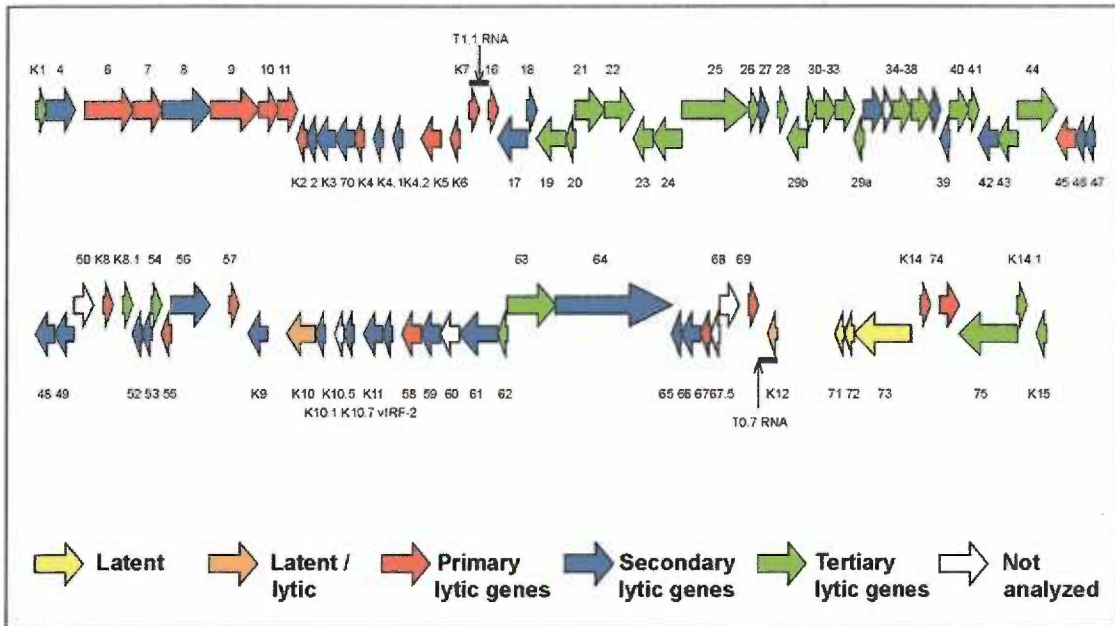 T1.1 RNA
K1 4 6 7 8 9 10 11 K7 16 18 21 22 25 26 27 28 30-33 34-38 40 41 44
K2 2 K3 70 K4 K4.1 K4.2 K5 K6 17 19 20 23 24 29b 29a 39 42 43 45 46 47
50 K8 K8.1 54 56 57 63 64 68 69 K14 74 K14.1
48 49 52 53 55 K9 K10 K10.5 K11 58 59 60 61 62 65 66 67 67.5 K12 71 72 73 75 K15
K10.1 K10.7 vIRF-2
T0.7 RNA
Latent
Latent / lytic
Primary lytic genes
Secondary lytic genes
Tertiary lytic genes
Not analyzed